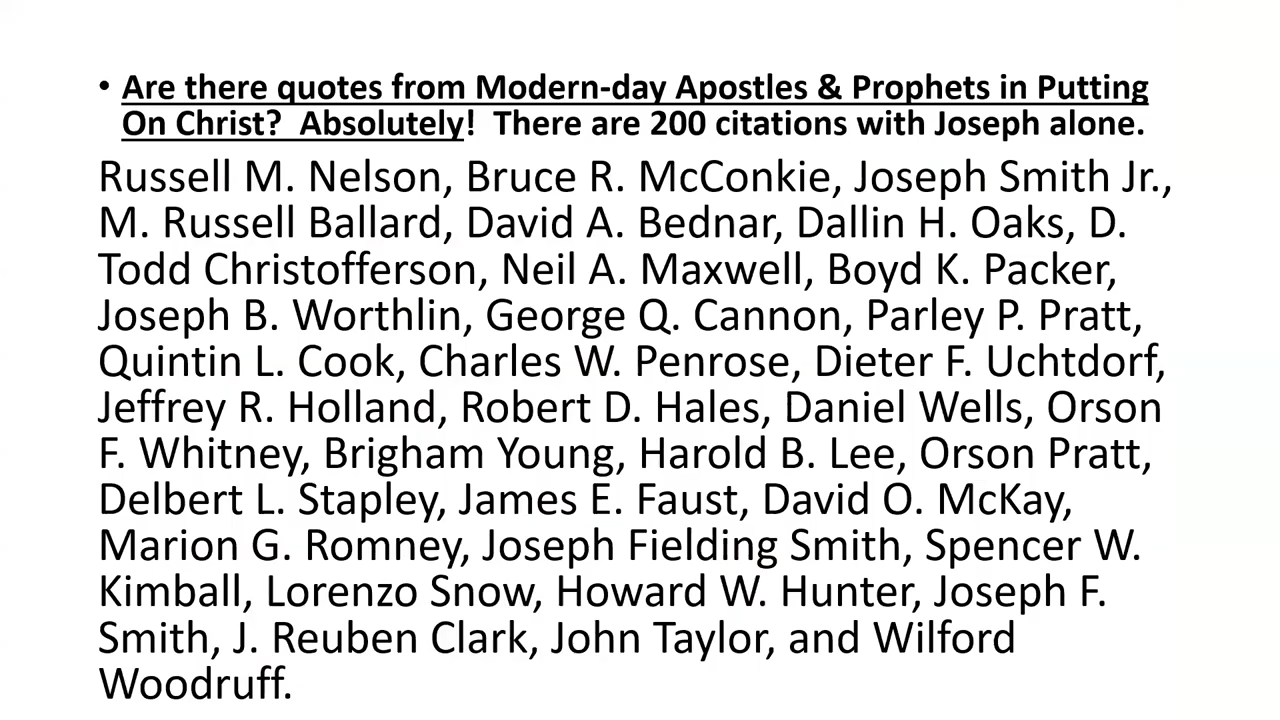 • Are there quotes from Modern-day Apostles & Prophets in Putting
On Christ?  Absolutely!  There are 200 citations with Joseph alone.
Russell M. Nelson, Bruce R. McConkie, Joseph Smith Jr.,
M. Russell Ballard, David A. Bednar, Dallin H. Oaks, D.
Todd Christofferson, Neil A. Maxwell, Boyd K. Packer,
Joseph B. Worthlin, George Q. Cannon, Parley P. Pratt,
Quintin L. Cook, Charles W. Penrose, Dieter F. Uchtdorf,
Jeffrey R. Holland, Robert D. Hales, Daniel Wells, Orson
F. Whitney, Brigham Young, Harold B. Lee, Orson Pratt,
Delbert L. Stapley, James E. Faust, David O. McKay,
Marion G. Romney, Joseph Fielding Smith, Spencer W.
Kimball, Lorenzo Snow, Howard W. Hunter, Joseph F.
Smith, J. Reuben Clark, John Taylor, and Wilford
Woodruff.